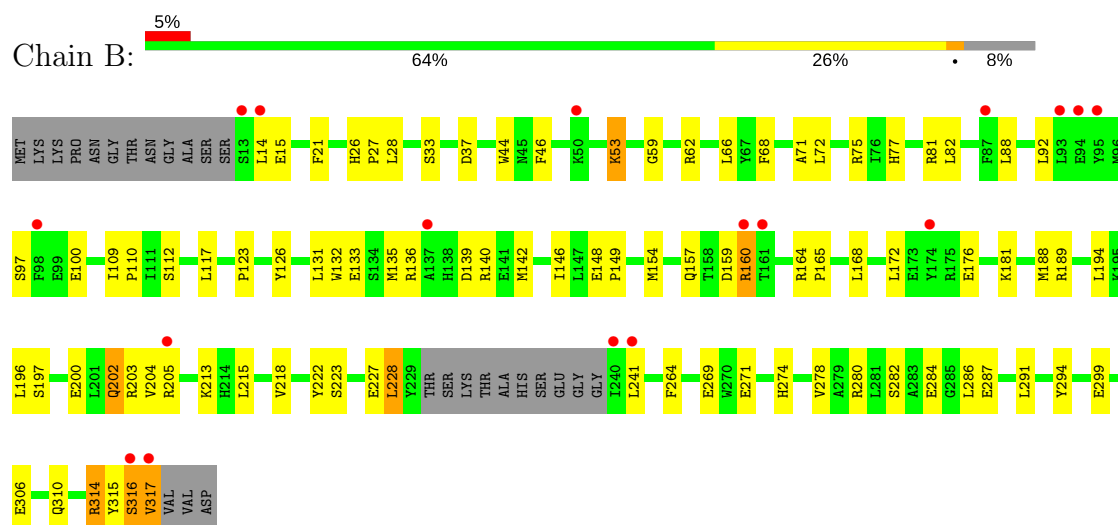 5%
Chain B:
64% 26% • 8%
MET LYS LYS PRO ASN GLY THR ASN GLY ALA SER SER S13 L14 E15 F21 H26 P27 L28 S33 D37 W44 N45 F46 K50 K53 G59 R62 L66 Y67 F68 A71 L72 R75 I76 H77 R81 L82 F87 L88 L92 L93 E94 Y95 M96
S97 F98 E99 E100 I109 P110 I111 S112 L117 P123 Y126 L131 W132 E133 S134 M135 R136 A137 H138 D139 R140 E141 M142 I146 L147 E148 P149 M154 Q157 T158 D159 R160 T161 R164 P165 L168 L172 E173 Y174 R175 E176 K181 M188 R189 L194 K195
L196 S197 E200 L201 Q202 R203 V204 R205 K213 H214 L215 V218 Y222 S223 E227 L228 Y229 THR SER LYS THR ALA HIS SER GLU GLY GLY I240 L241 F264 E269 W270 E271 H274 V278 A279 R280 L281 S282 A283 E284 G285 L286 E287 L291 Y294 E299
E306 Q310 R314 Y315 S316 V317 VAL VAL ASP